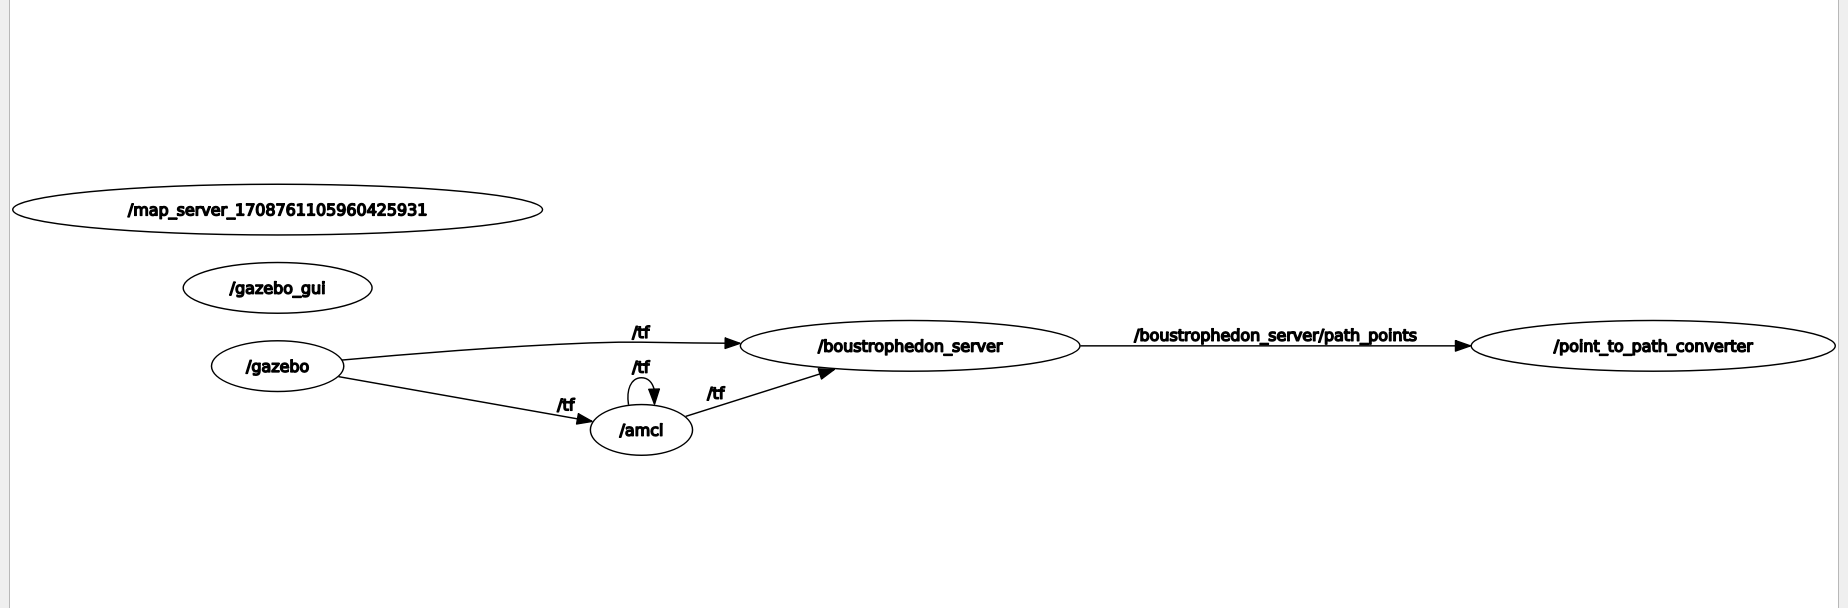 /map_server_1708761105960425931
/gazebo_gui
/tf
/boustrophedon_server/path_points
/boustrophedon_server
/point_to_path_converter
/gazebo
/tf
/tf
/tf
/amcl